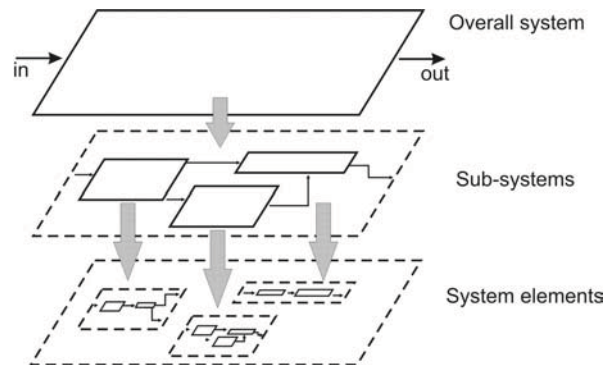 Overall system
in
out
Sub-systems
System elements